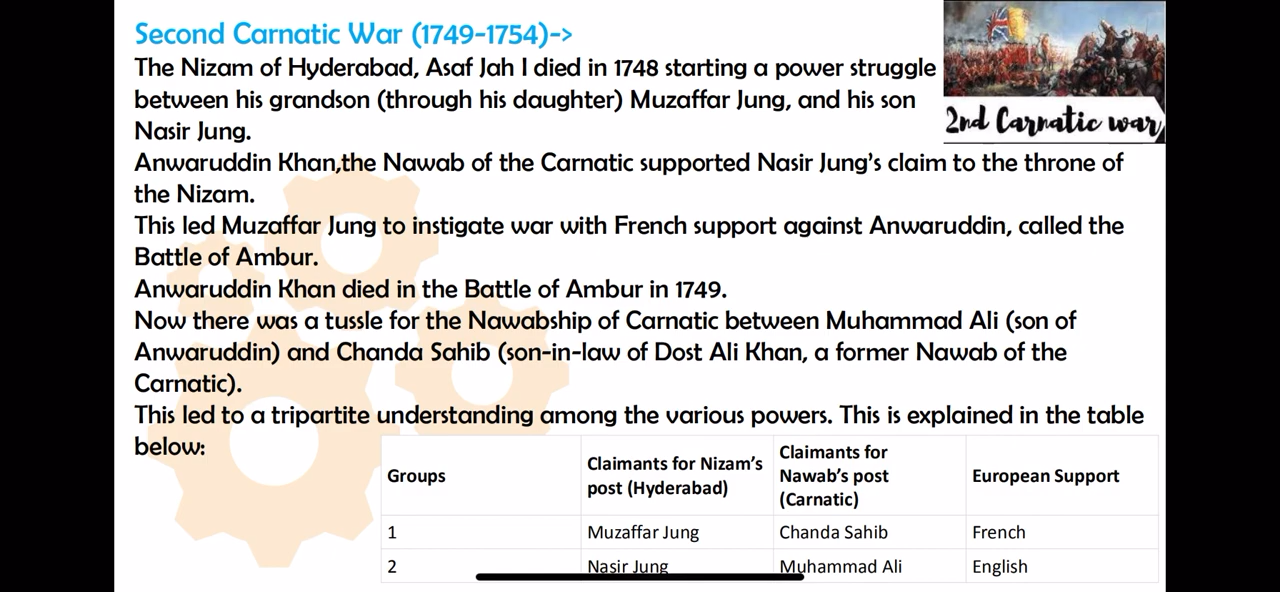 Second Carnatic War (1749-1754)->
The Nizam of Hyderabad, Asaf Jah I died in 1748 starting a power struggle
between his grandson (through his daughter) Muzaffar Jung, and his son
Nasir Jung.
2nd Carnatic war
Anwaruddin Khan,the Nawab of the Carnatic supported Nasir Jung's claim to the throne of
the Nizam.
This led Muzaffar Jung to instigate war with French support against Anwaruddin, called the
Battle of Ambur.
Anwaruddin Khan died in the Battle of Ambur in 1749.
Now there was a tussle for the Nawabship of Carnatic between Muhammad Ali (son of
Anwaruddin) and Chanda Sahib (son-in-law of Dost Ali Khan, a former Nawab of the
Carnatic).
This led to a tripartite understanding among the various powers. This is explained in the table
below:
Groups
Claimants for Nizam's
post (Hyderabad)
Claimants for
Nawab's post
(Carnatic)
European Support
1 Muzaffar Jung Chanda Sahib French
2 Nasir Jung Muhammad Ali English